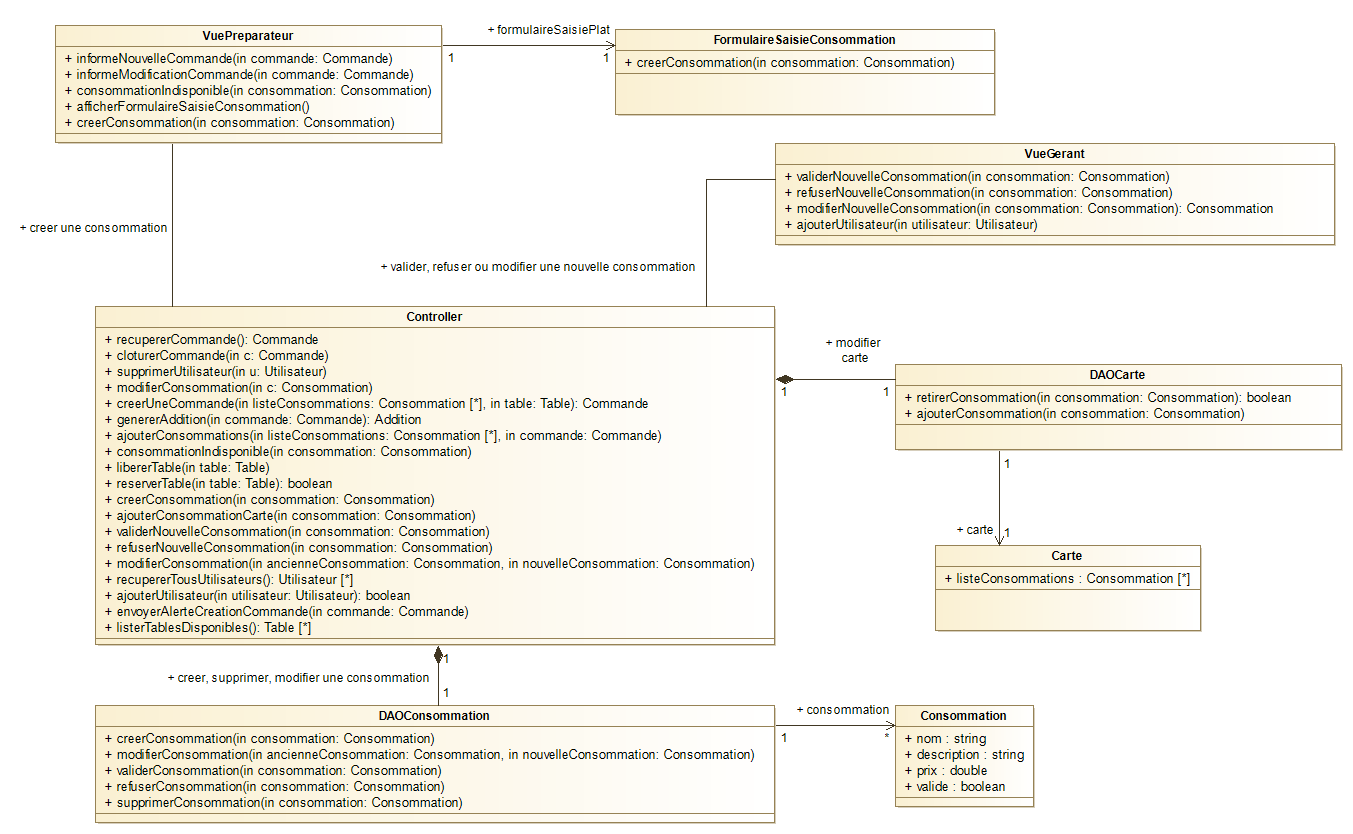 VuePreparateur
+ informeNouvelleCommande(in commande: Commande)
+ informeModificationCommande(in commande: Commande)
+ consommationIndisponible(in consommation: Consommation)
+ afficherFormulaireSaisieConsommation()
+ creerConsommation(in consommation: Consommation)
+ formulaireSaisiePlat
1
1
FormulaireSaisieConsommation
+ creerConsommation(in consommation: Consommation)
VueGerant
+ validerNouvelleConsommation(in consommation: Consommation)
+ refuserNouvelleConsommation(in consommation: Consommation)
+ modifierNouvelleConsommation(in consommation: Consommation): Consommation
+ ajouterUtilisateur(in utilisateur: Utilisateur)
+ creer une consommation
+ valider, refuser ou modifier une nouvelle consommation
Controller
+ recupererCommande(): Commande
+ cloturerCommande(in c: Commande)
+ supprimerUtilisateur(in u: Utilisateur)
+ modifierConsommation(in c: Consommation)
+ creerUneCommande(in listeConsommations: Consommation [*], in table: Table): Commande
+ genererAddition(in commande: Commande): Addition
+ ajouterConsommations(in listeConsommations: Consommation [*], in commande: Commande)
+ consommationIndisponible(in consommation: Consommation)
+ libererTable(in table: Table)
+ reserverTable(in table: Table): boolean
+ creerConsommation(in consommation: Consommation)
+ ajouterConsommationCarte(in consommation: Consommation)
+ validerNouvelleConsommation(in consommation: Consommation)
+ refuserNouvelleConsommation(in consommation: Consommation)
+ modifierConsommation(in ancienneConsommation: Consommation, in nouvelleConsommation: Consommation)
+ recupererTousUtilisateurs(): Utilisateur [*]
+ ajouterUtilisateur(in utilisateur: Utilisateur): boolean
+ envoyerAlerteCreationCommande(in commande: Commande)
+ listerTablesDisponibles(): Table [*]
+ modifier
carte
1
1
DAOCarte
+ retirerConsommation(in consommation: Consommation): boolean
+ ajouterConsommation(in consommation: Consommation)
1
+ carte
1
Carte
+ listeConsommations : Consommation [*]
1
+ creer, supprimer, modifier une consommation
1
DAOConsommation
+ creerConsommation(in consommation: Consommation)
+ modifierConsommation(in ancienneConsommation: Consommation, in nouvelleConsommation: Consommation)
+ validerConsommation(in consommation: Consommation)
+ refuserConsommation(in consommation: Consommation)
+ supprimerConsommation(in consommation: Consommation)
+ consommation
1
*
Consommation
+ nom : string
+ description : string
+ prix : double
+ valide : boolean